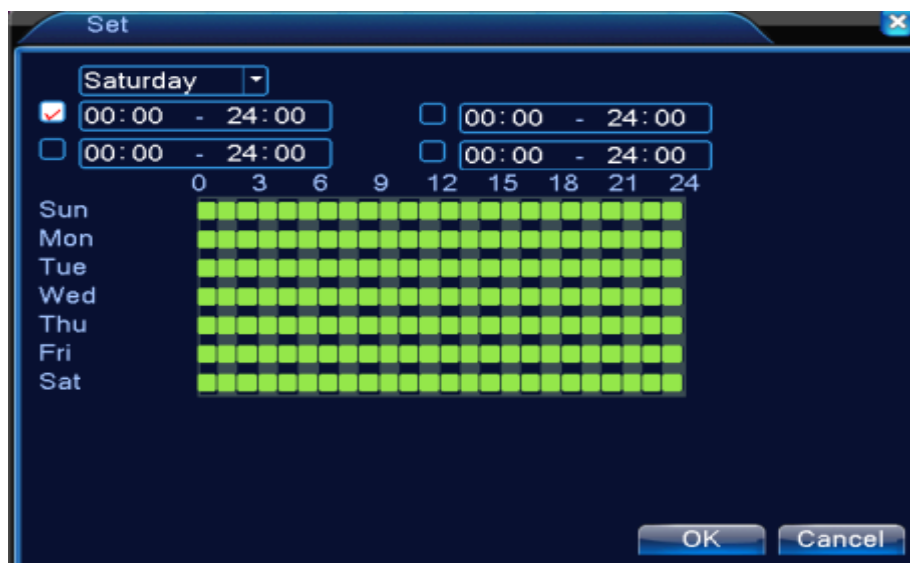 Set
Saturday
00:00 - 24:00 00:00 - 24:00
00:00 - 24:00 00:00 - 24:00
0 3 6 9 12 15 18 21 24
Sun
Mon
Tue
Wed
Thu
Fri
Sat
OK Cancel